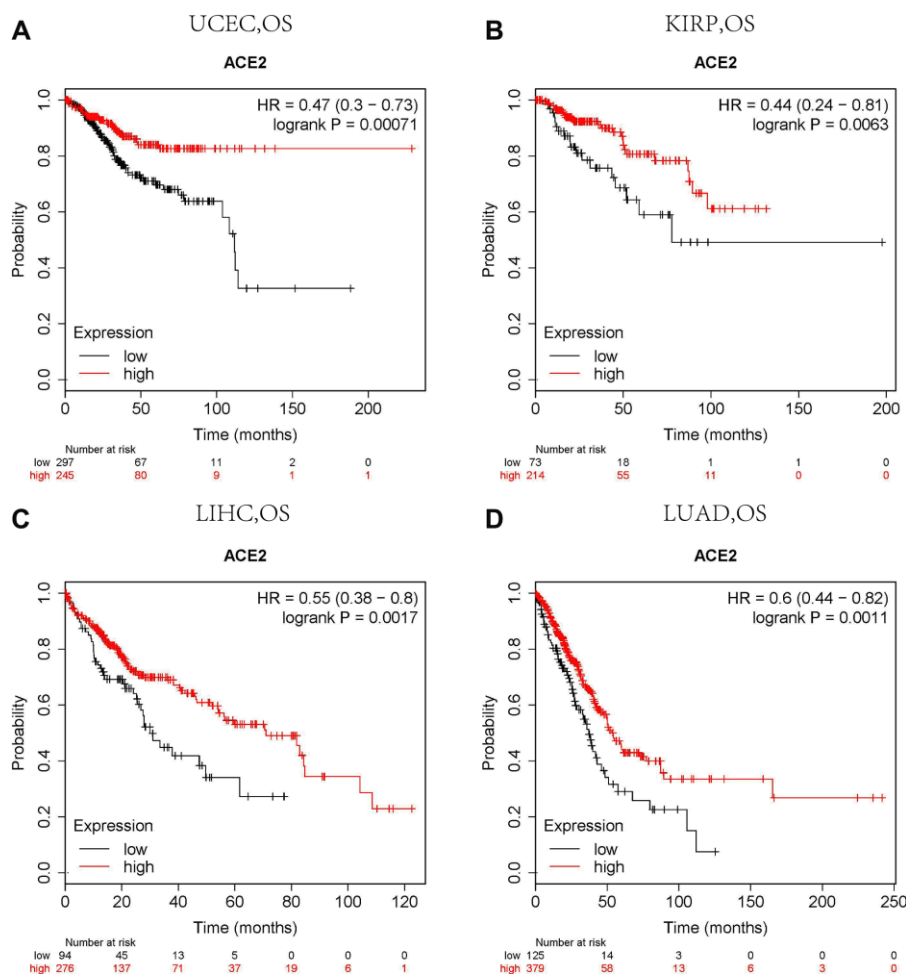 A
UCEC,OS
ACE2
HR = 0.47 (0.3 − 0.73)
logrank P = 0.00071
Probability
1.0
0.8
0.6
0.4
0.2
0.0
Expression
low
high
0 50 100 150 200
Time (months)
Number at risk
low 297 67 11 2 0
high 245 80 9 1 1
B
KIRP,OS
ACE2
HR = 0.44 (0.24 − 0.81)
logrank P = 0.0063
Probability
1.0
0.8
0.6
0.4
0.2
0.0
Expression
low
high
0 50 100 150 200
Time (months)
Number at risk
low 73 18 1 1 0
high 214 55 11 0 0
C
LIHC,OS
ACE2
HR = 0.55 (0.38 − 0.8)
logrank P = 0.0017
Probability
1.0
0.8
0.6
0.4
0.2
0.0
Expression
low
high
0 20 40 60 80 100 120
Time (months)
Number at risk
low 94 45 13 5 0 0 0
high 276 137 71 37 19 6 1
D
LUAD,OS
ACE2
HR = 0.6 (0.44 − 0.82)
logrank P = 0.0011
Probability
1.0
0.8
0.6
0.4
0.2
0.0
Expression
low
high
0 50 100 150 200 250
Time (months)
Number at risk
low 125 14 3 0 0 0
high 379 58 13 6 3 0